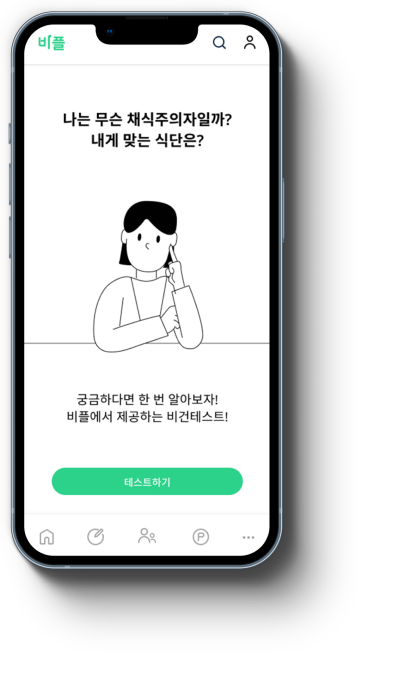 비플
나는 무슨 채식주의자일까?
내게 맞는 식단은?
궁금하다면 한 번 알아보자!
비플에서 제공하는 비건테스트!
테스트하기